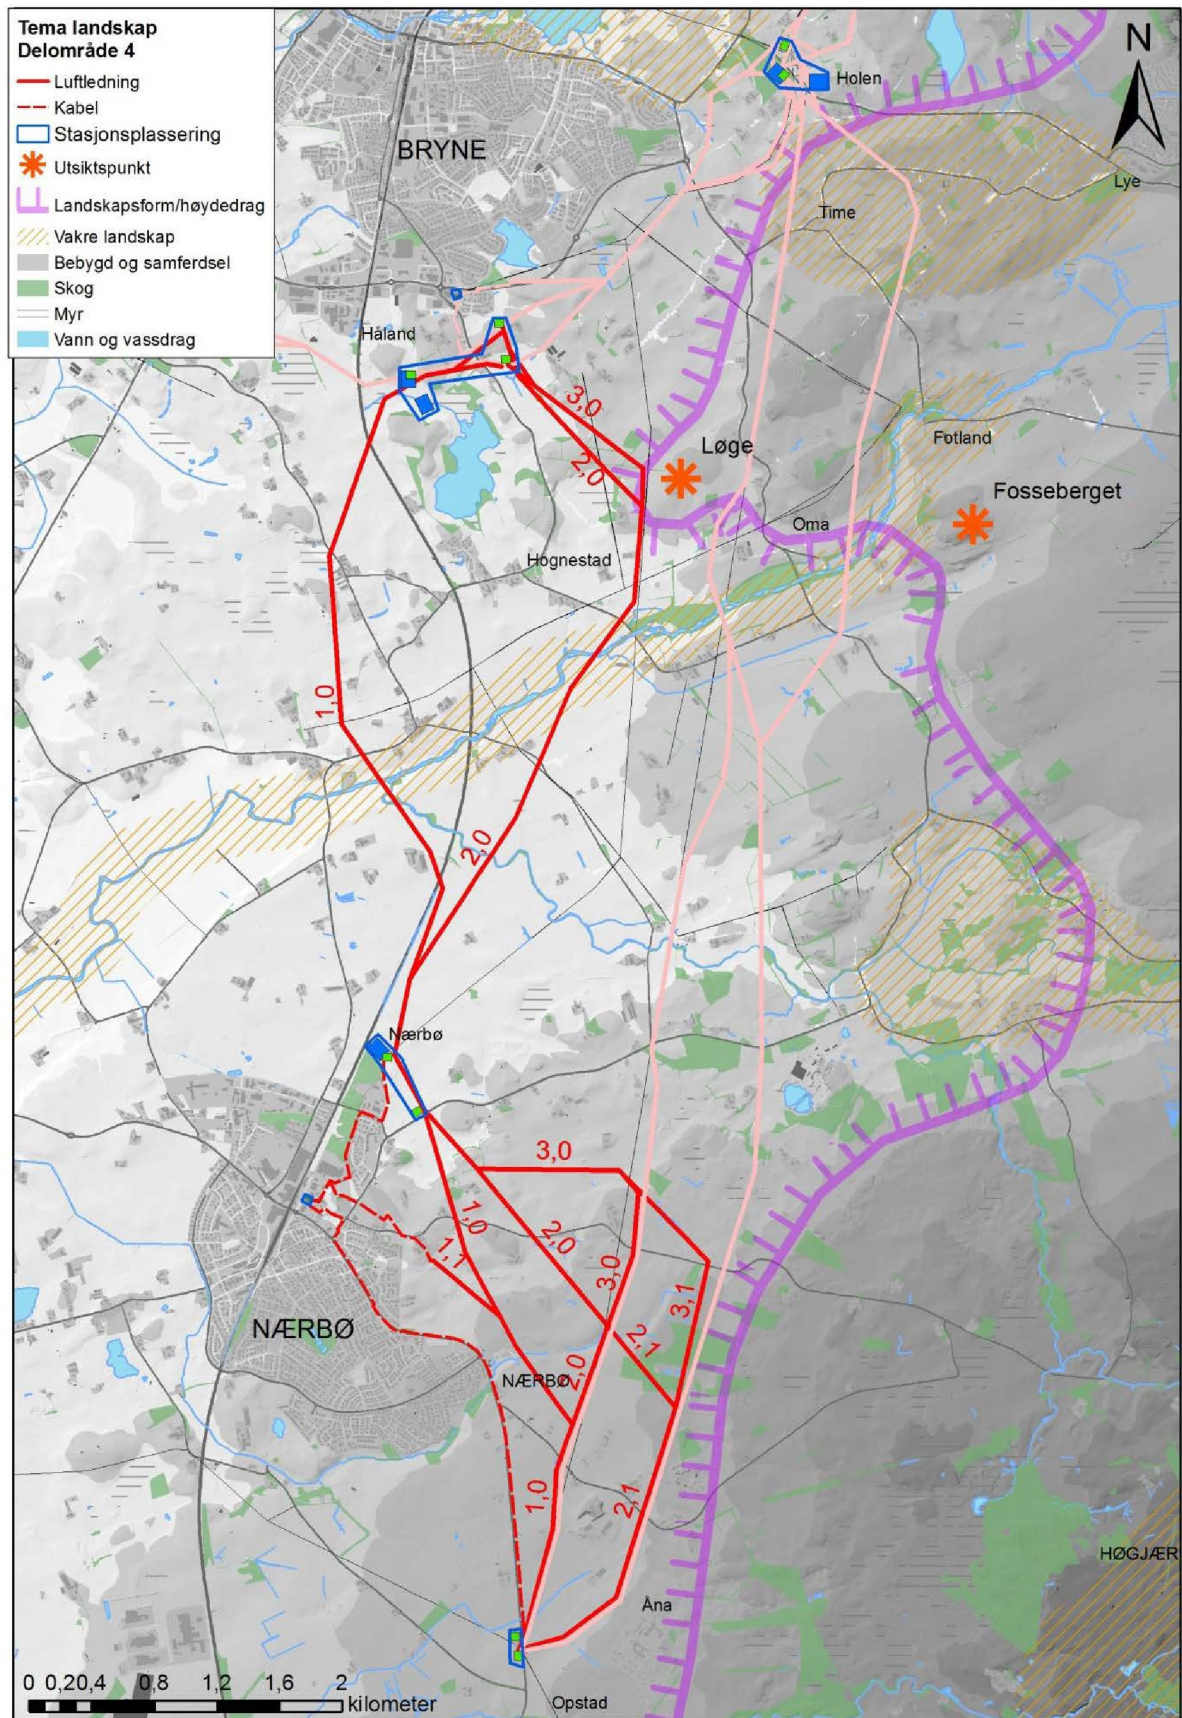 Tema landskap
Delområde 4
Luftledning
Kabel
Stasjonsplassering
Utsiktspunkt
Landskapsform/høydedrag
Vakre landskap
Bebygd og samferdsel
Skog
Myr
Vann og vassdrag
N
Holen
BRYNE
Lye
Time
Håland
3,0
2,0
Løge
Fotland
Fosseberget
Oma
Hognestad
1,0
2,0
Nærbø
3,0
1,0
2,0
1,1
3,0
3,1
NÆRBØ
2,1
NÆRBØ
2,0
1,0
2,1
HØGJÆR
Åna
0 0,20,4 0,8 1,2 1,6 2
kilometer
Opstad